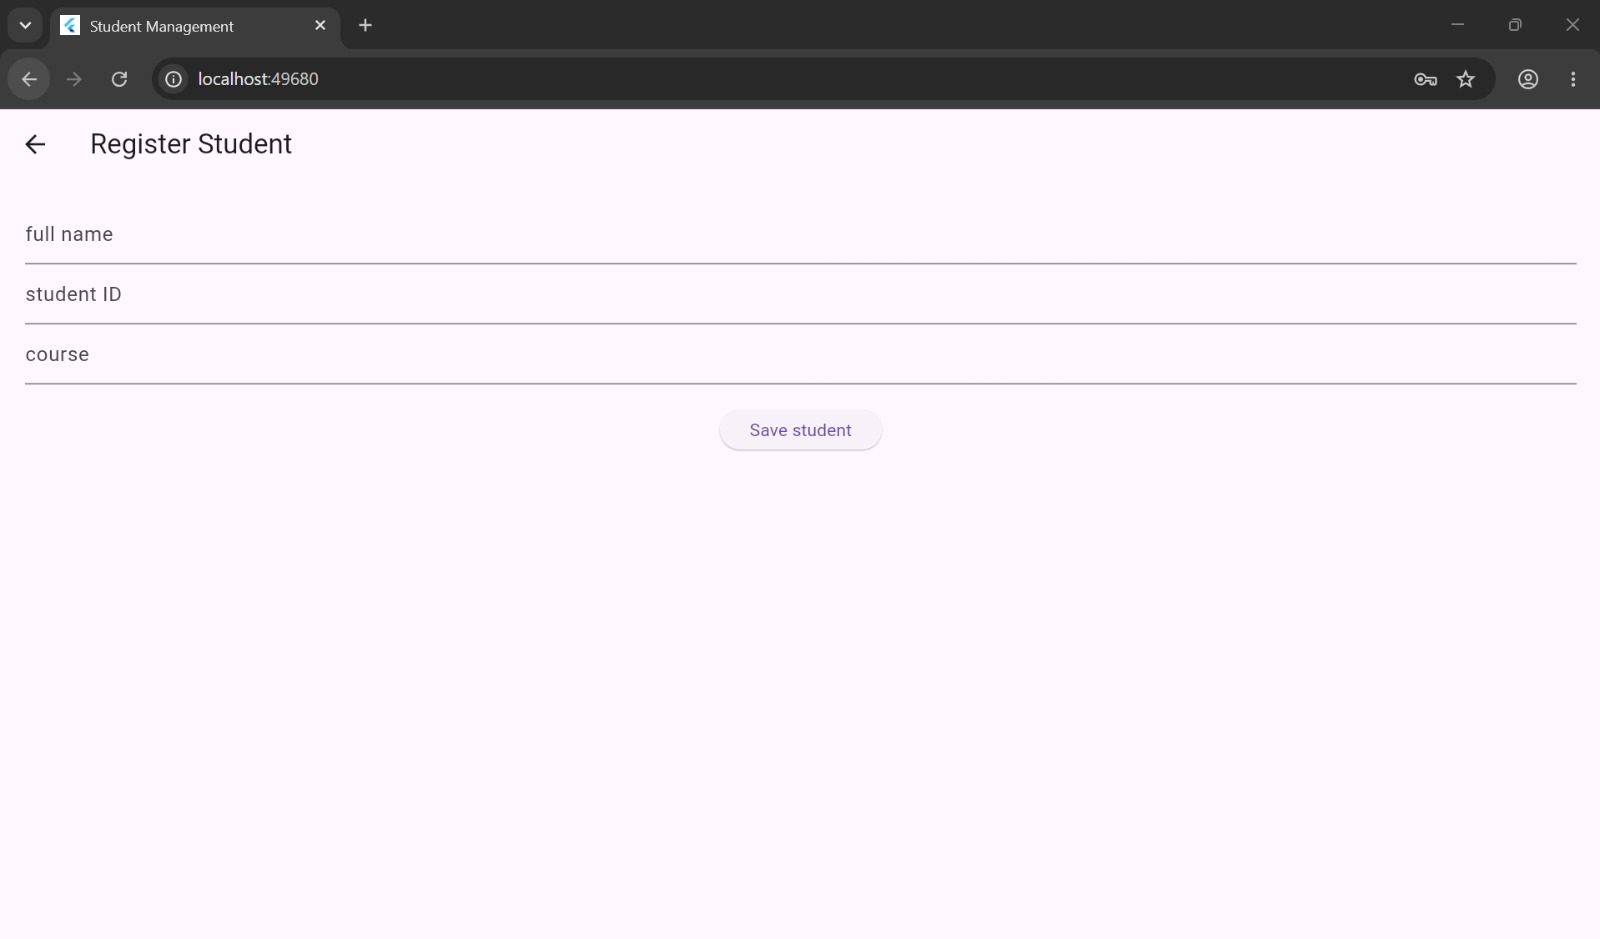 Student Management
localhost:49680
Register Student
full name
student ID
course
Save student